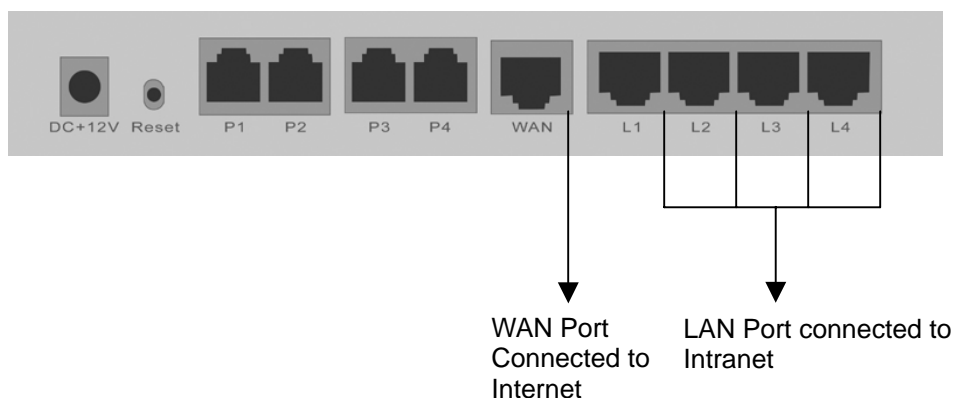 DC+12V Reset P1 P2 P3 P4 WAN L1 L2 L3 L4
WAN Port
Connected to
Internet
LAN Port connected to
Intranet